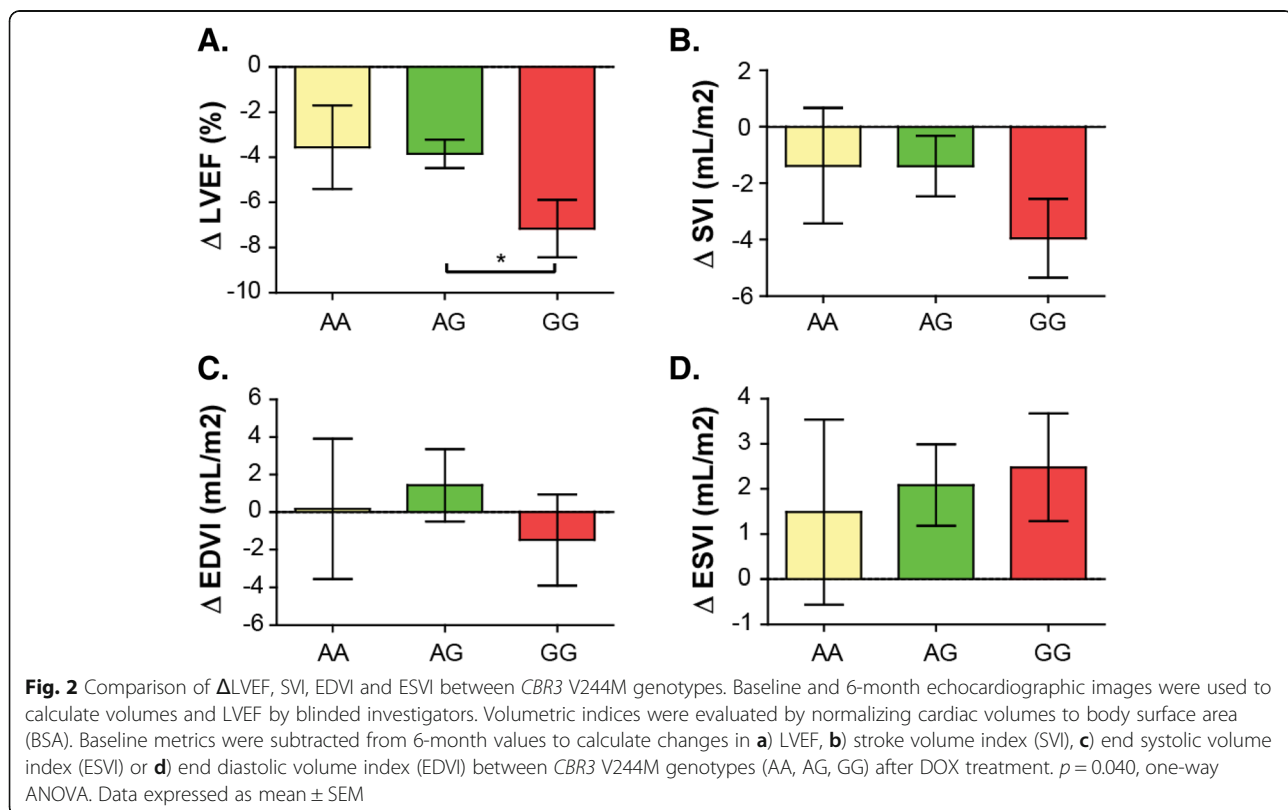 A.
0
-2
-4
-6
-8
-10
Δ LVEF (%)
*
AA AG GG
B.
2
0
-2
-4
-6
Δ SVI (mL/m2)
AA AG GG
C.
6
4
2
0
-2
-4
-6
Δ EDVI (mL/m2)
AA AG GG
D.
4
3
2
1
0
-1
Δ ESVI (mL/m2)
AA AG GG
Fig. 2 Comparison of ΔLVEF, SVI, EDVI and ESVI between CBR3 V244M genotypes. Baseline and 6-month echocardiographic images were used to
calculate volumes and LVEF by blinded investigators. Volumetric indices were evaluated by normalizing cardiac volumes to body surface area
(BSA). Baseline metrics were subtracted from 6-month values to calculate changes in a) LVEF, b) stroke volume index (SVI), c) end systolic volume
index (ESVI) or d) end diastolic volume index (EDVI) between CBR3 V244M genotypes (AA, AG, GG) after DOX treatment. p = 0.040, one-way
ANOVA. Data expressed as mean ± SEM